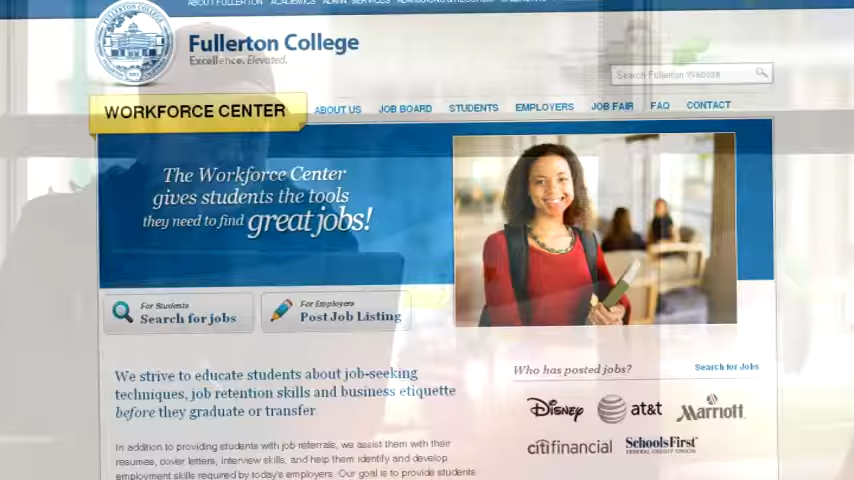 ABOUT FULLERTON ACADEMICS ADMIN. SERVICES ADMISSIONS & RECORDS
FULLERTON COLLEGE
Fullerton College
Excellence. Elevated.
Search Fullerton Website
WORKFORCE CENTER
ABOUT US JOB BOARD STUDENTS EMPLOYERS JOB FAIR FAQ CONTACT
The Workforce Center
gives students the tools
they need to find great jobs!
For Students
Search for jobs
For Employers
Post Job Listing
We strive to educate students about job-seeking
techniques, job retention skills and business etiquette
before they graduate or transfer
In addition to providing students with job referrals, we assist them with their
resumes, cover letters, interview skills, and help them identify and develop
employment skills required by today's employers. Our goal is to provide students
Who has posted jobs?
Search for Jobs
DISNEY at&t Marriott
citifinancial SchoolsFirst
FEDERAL CREDIT UNION